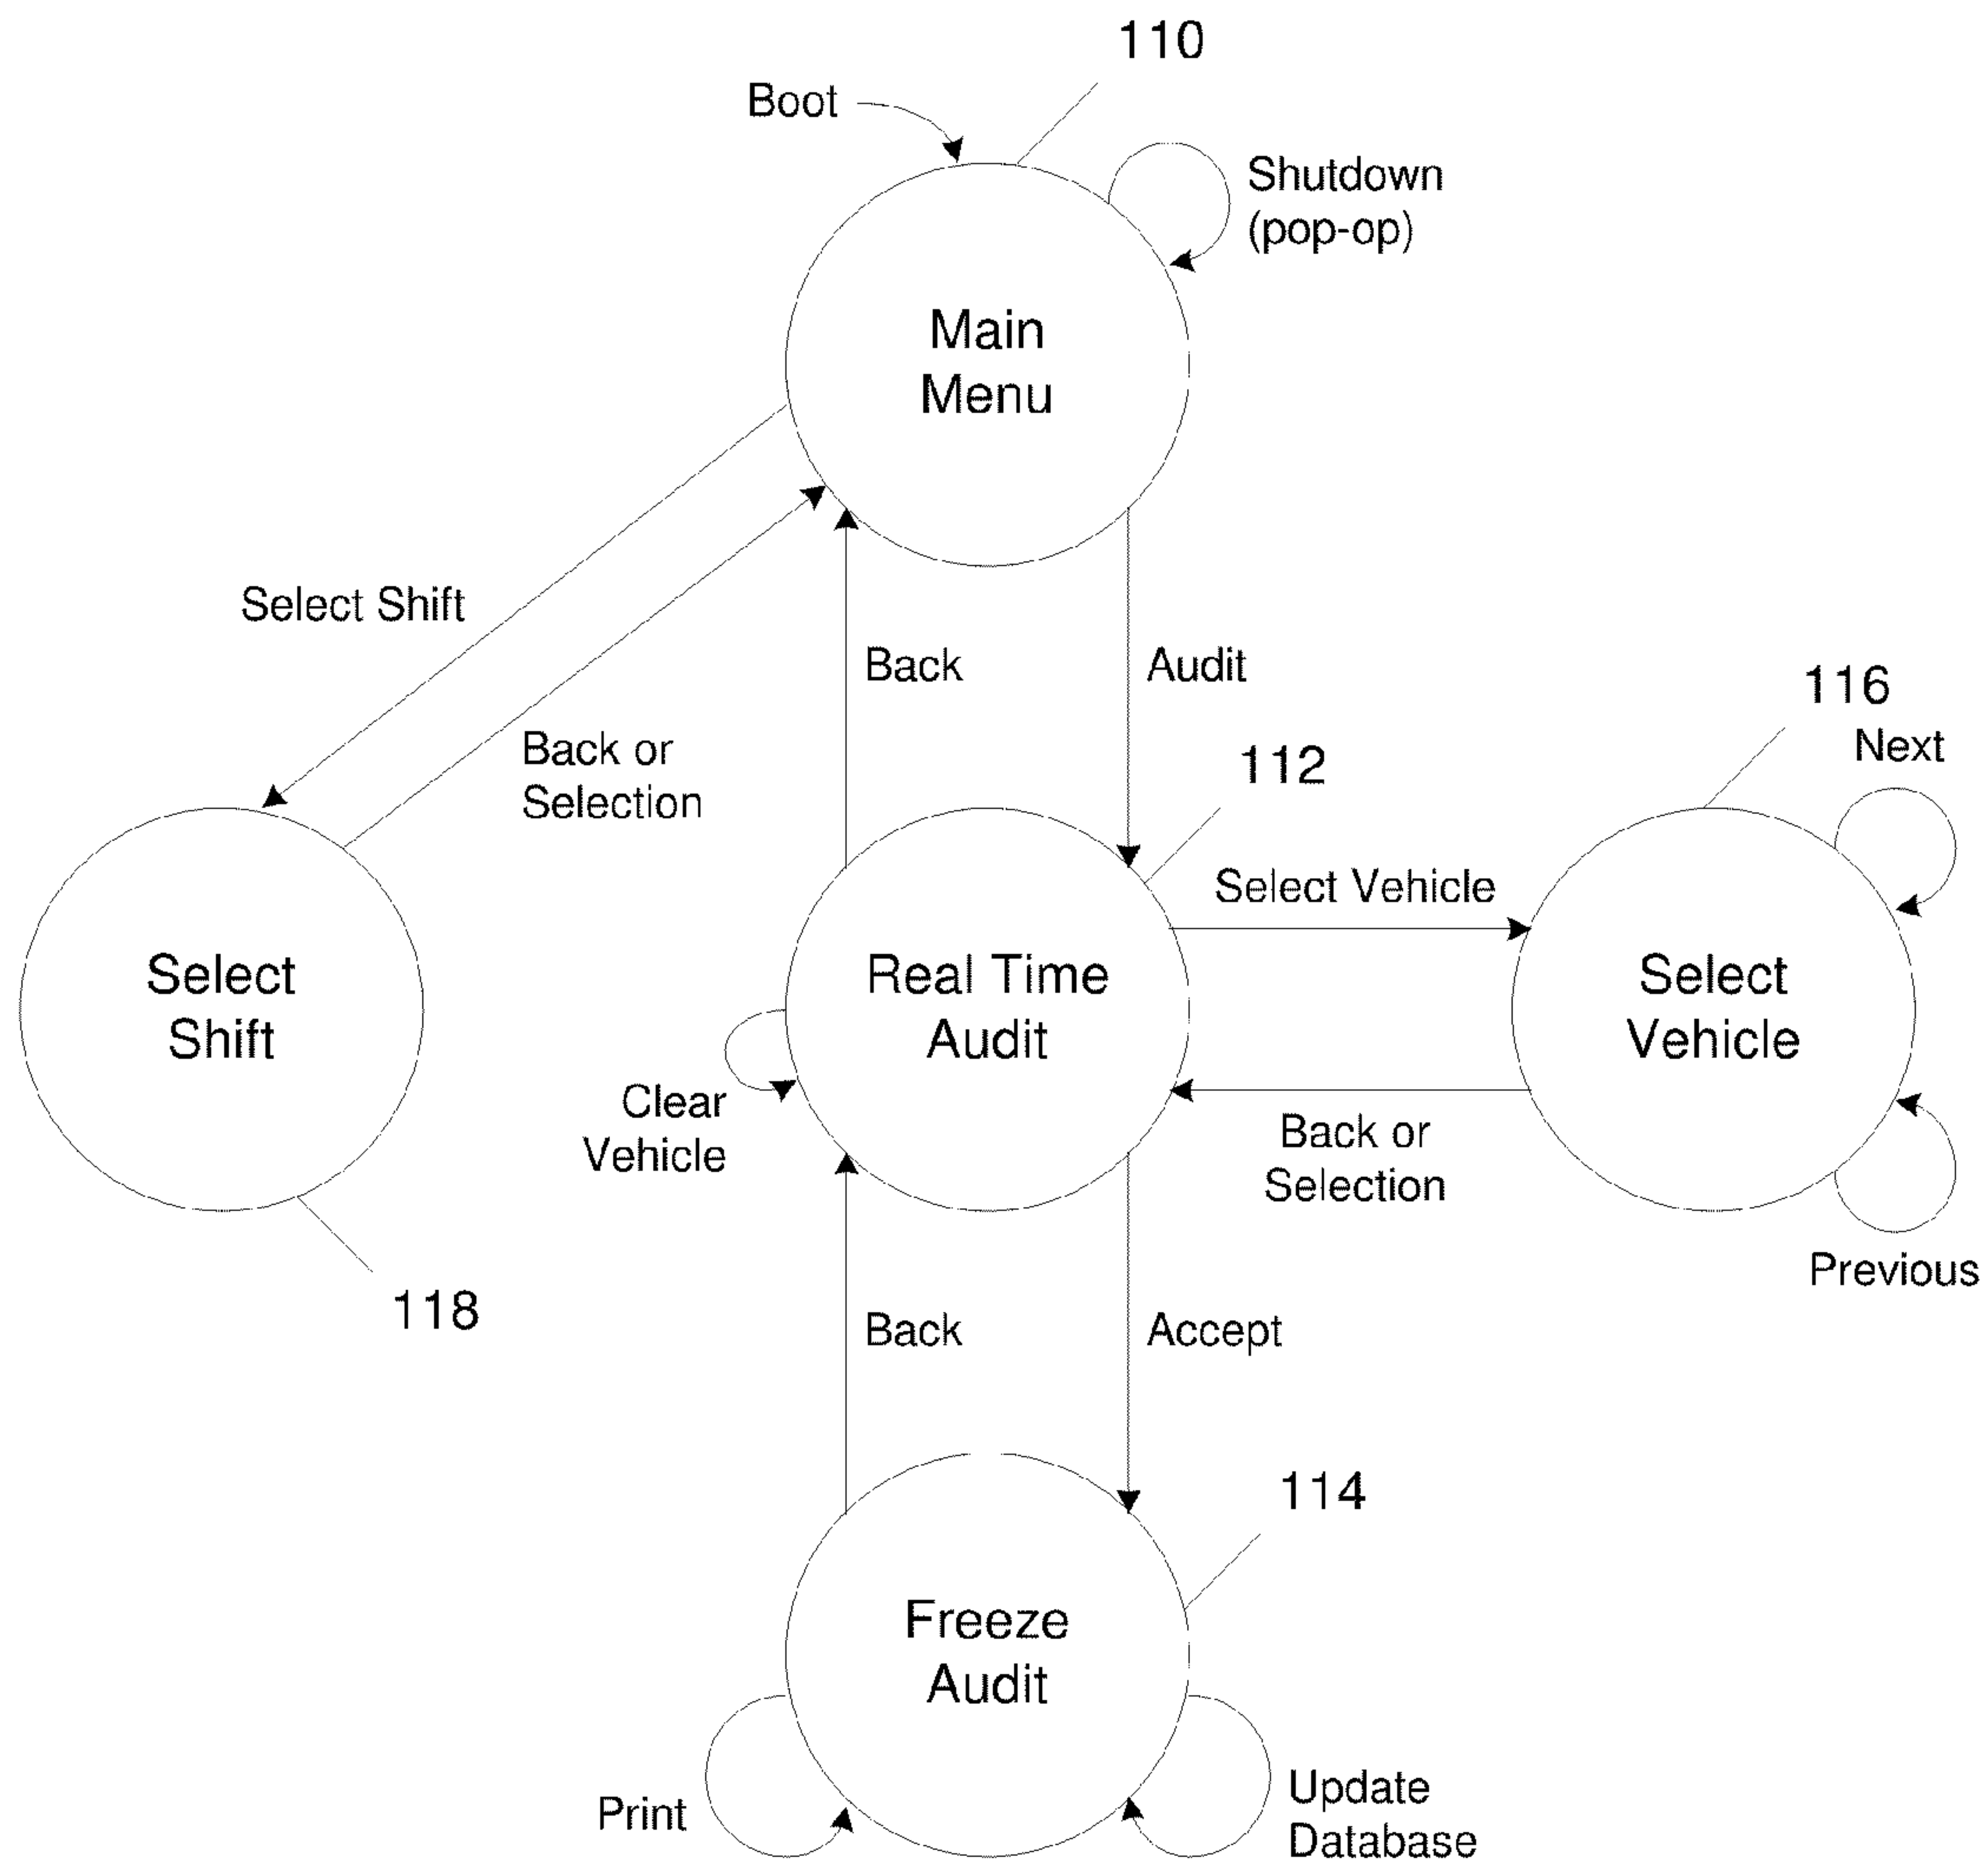 110
Boot
Shutdown
(pop-op)
Main
Menu
Select Shift
Back
Audit
116
Next
Back or
Selection
112
Select Vehicle
Select
Shift
Real Time
Audit
Select
Vehicle
Clear
Vehicle
Back or
Selection
Previous
118
Back
Accept
114
Freeze
Audit
Print
Update
Database